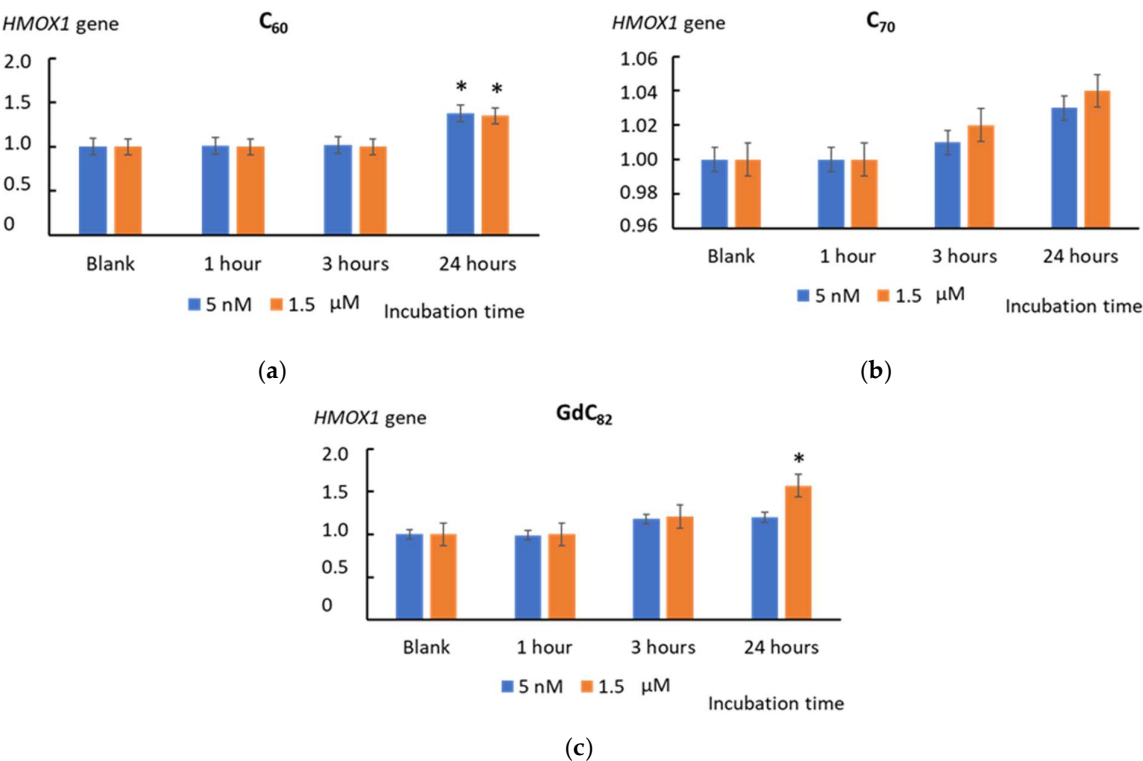 HMOX1 gene
C60
2.0
1.5
1.0
0.5
0
* *
Blank 1 hour 3 hours 24 hours
5 nM 1.5 μM
Incubation time
(a)
HMOX1 gene
C70
1.06
1.04
1.02
1.00
0.98
0.96
Blank 1 hour 3 hours 24 hours
5 nM 1.5 μM
Incubation time
(b)
HMOX1 gene
GdC82
2.0
1.5
1.0
0.5
0
*
Blank 1 hour 3 hours 24 hours
5 nM 1.5 μM
Incubation time
(c)